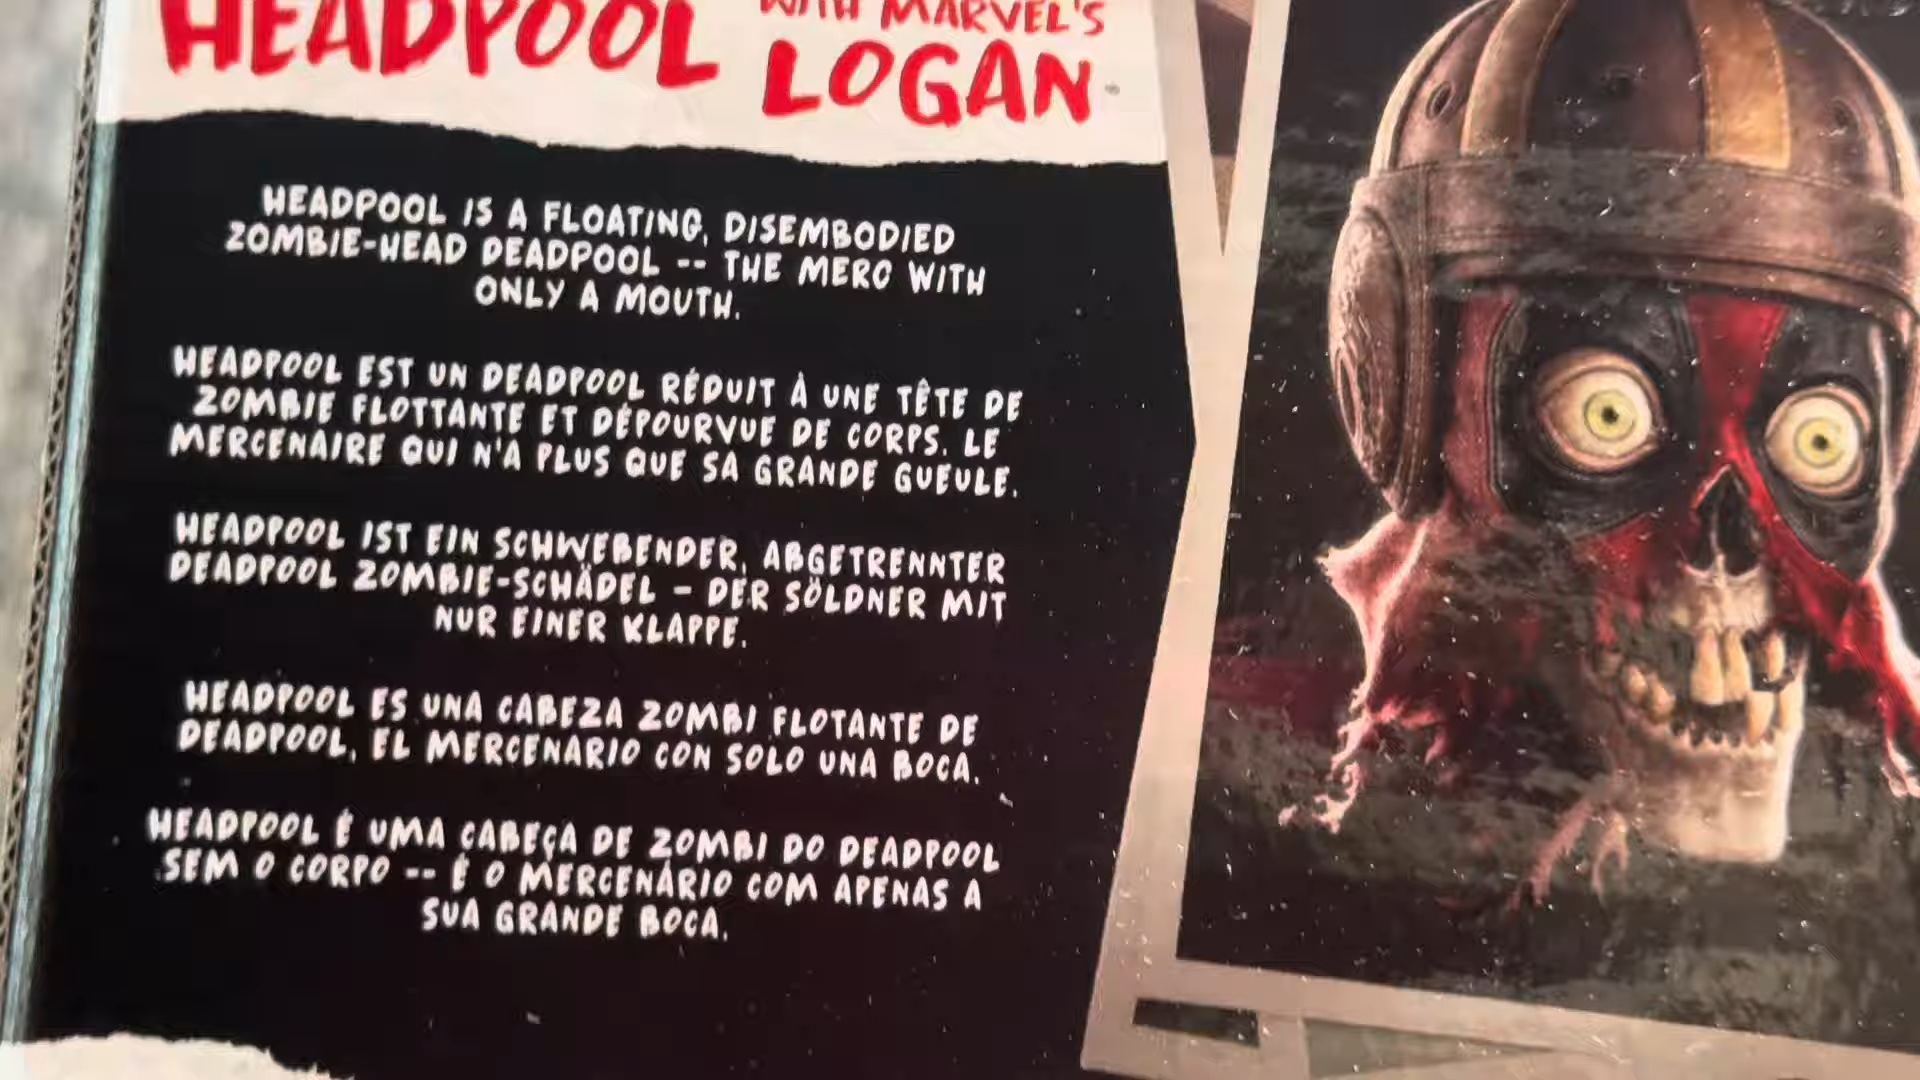 HEADPOOL WITH MARVEL'S
LOGAN
HEADPOOL IS A FLOATING, DISEMBODIED
ZOMBIE-HEAD DEADPOOL -- THE MERC WITH
ONLY A MOUTH.
HEADPOOL EST UN DEADPOOL RÉDUIT À UNE TÊTE DE
ZOMBIE FLOTTANTE ET DÉPOURVUE DE CORPS. LE
MERCENAIRE QUI N'A PLUS QUE SA GRANDE GUEULE.
HEADPOOL IST EIN SCHWEBENDER, ABGETRENNTER
DEADPOOL ZOMBIE-SCHÄDEL – DER SÖLDNER MIT
NUR EINER KLAPPE.
HEADPOOL ES UNA CABEZA ZOMBI FLOTANTE DE
DEADPOOL, EL MERCENARIO CON SOLO UNA BOCA.
HEADPOOL É UMA CABEÇA DE ZOMBI DO DEADPOOL
SEM O CORPO -- É O MERCENÁRIO COM APENAS A
SUA GRANDE BOCA.